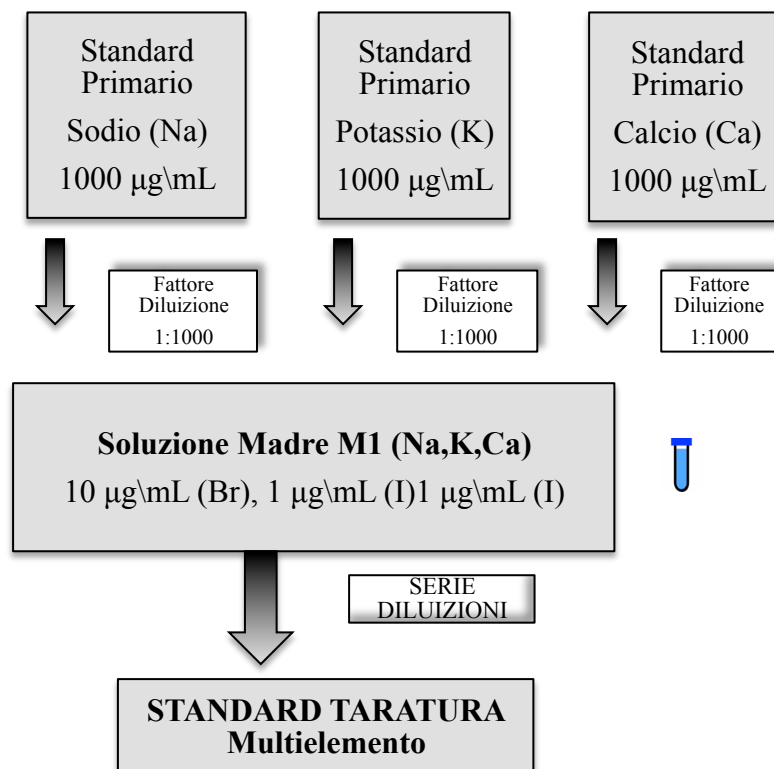 Standard
Primario
Sodio (Na)
1000 μg\mL
Standard
Primario
Potassio (K)
1000 μg\mL
Standard
Primario
Calcio (Ca)
1000 μg\mL
Fattore
Diluizione
1:1000
Fattore
Diluizione
1:1000
Fattore
Diluizione
1:1000
Soluzione Madre M1 (Na,K,Ca)
10 μg\mL (Br), 1 μg\mL (I)1 μg\mL (I)
SERIE
DILUIZIONI
STANDARD TARATURA
Multielemento